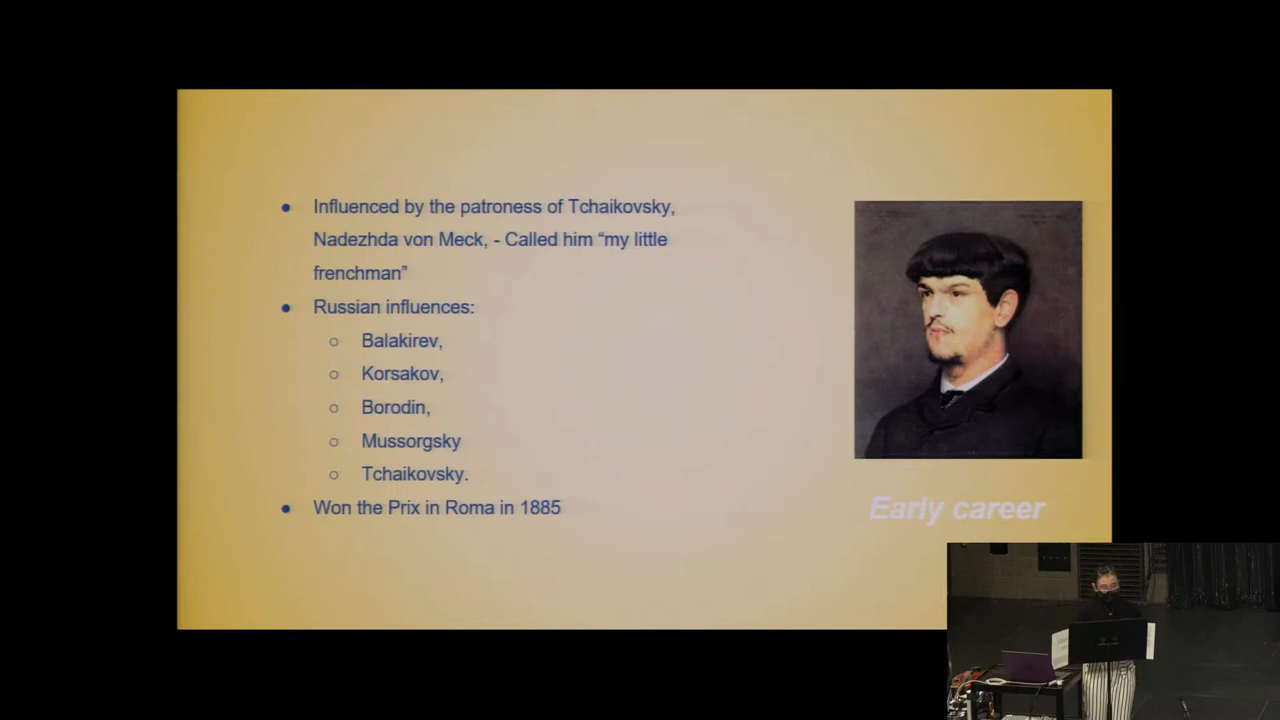 ● Influenced by the patroness of Tchaikovsky,
Nadezhda von Meck, - Called him “my little
frenchman”
● Russian influences:
○ Balakirev,
○ Korsakov,
○ Borodin,
○ Mussorgsky
○ Tchaikovsky.
● Won the Prix in Roma in 1885
Early career